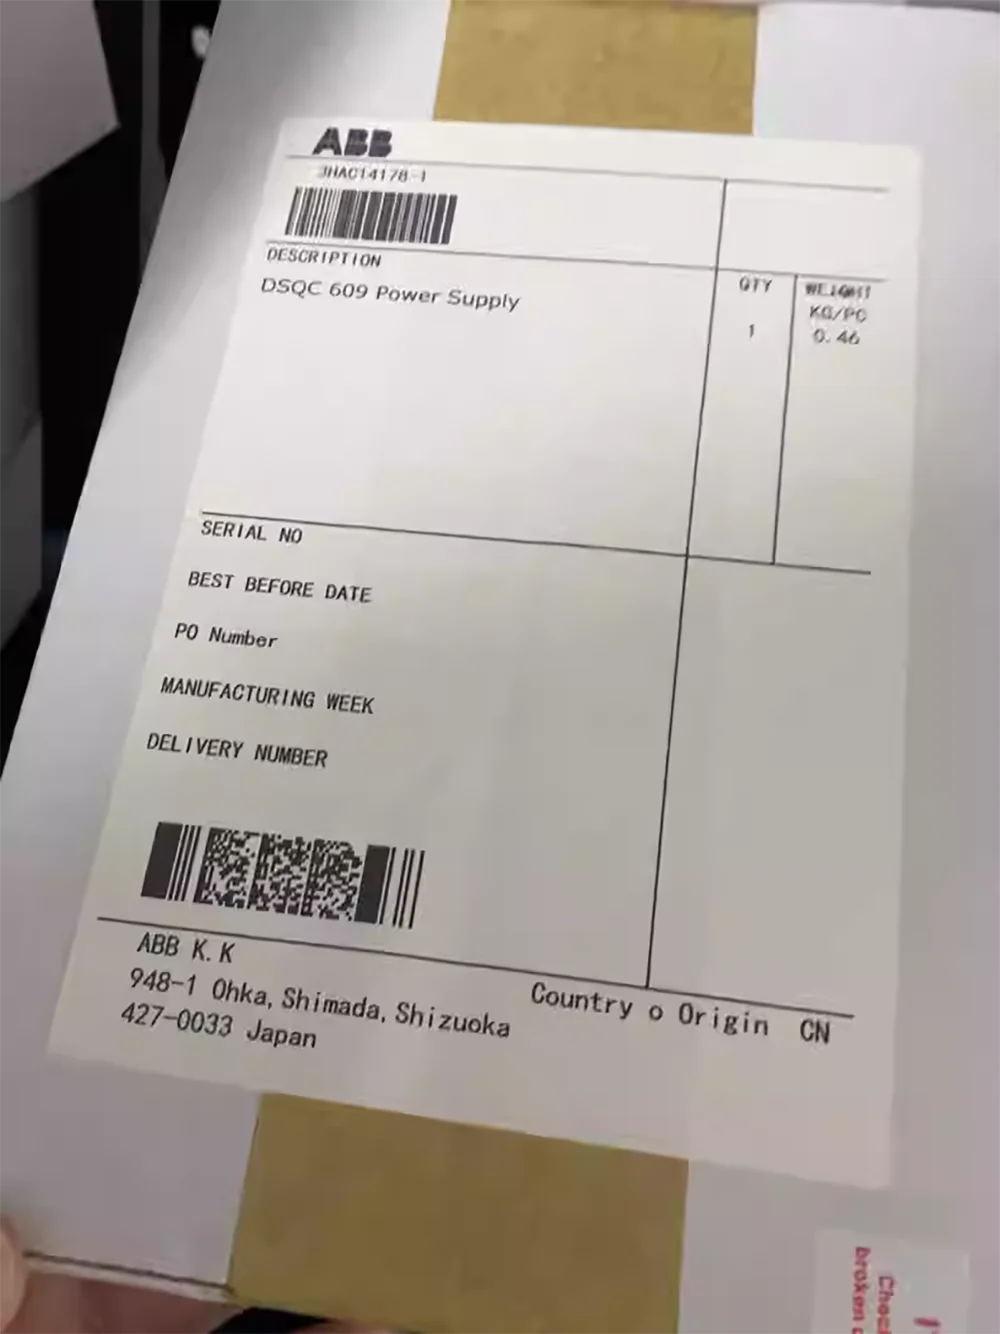 ABB
3HAC14178-1
DESCRIPTION
DSQC 609 Power Supply
QTY
1
WEIGHT
KG/PC
0.46
SERIAL NO
BEST BEFORE DATE
PO Number
MANUFACTURING WEEK
DELIVERY NUMBER
ABB K.K
948-1 Ohka, Shimada, Shizuoka
427-0033 Japan
Country o Origin CN
broken